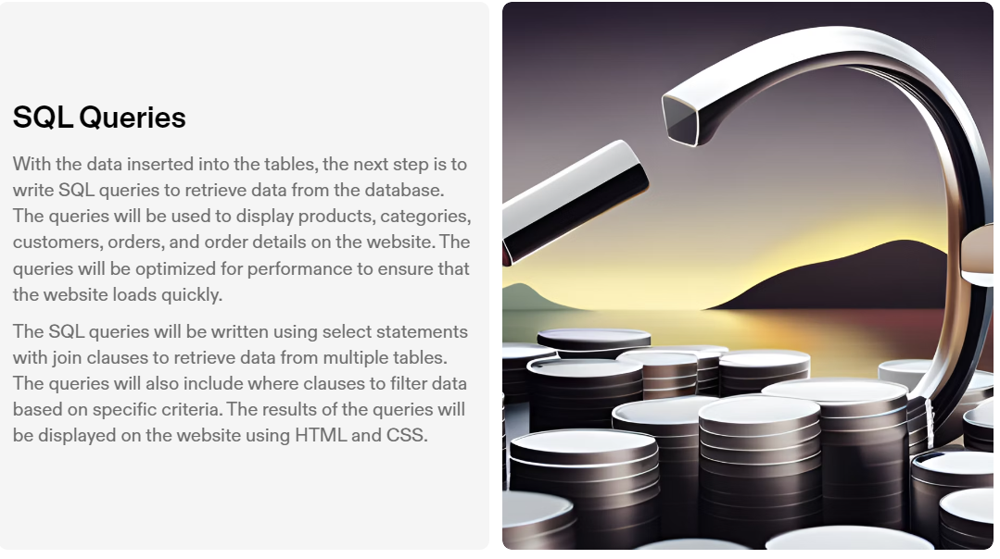 SQL Queries
With the data inserted into the tables, the next step is to
write SQL queries to retrieve data from the database.
The queries will be used to display products, categories,
customers, orders, and order details on the website. The
queries will be optimized for performance to ensure that
the website loads quickly.
The SQL queries will be written using select statements
with join clauses to retrieve data from multiple tables.
The queries will also include where clauses to filter data
based on specific criteria. The results of the queries will
be displayed on the website using HTML and CSS.